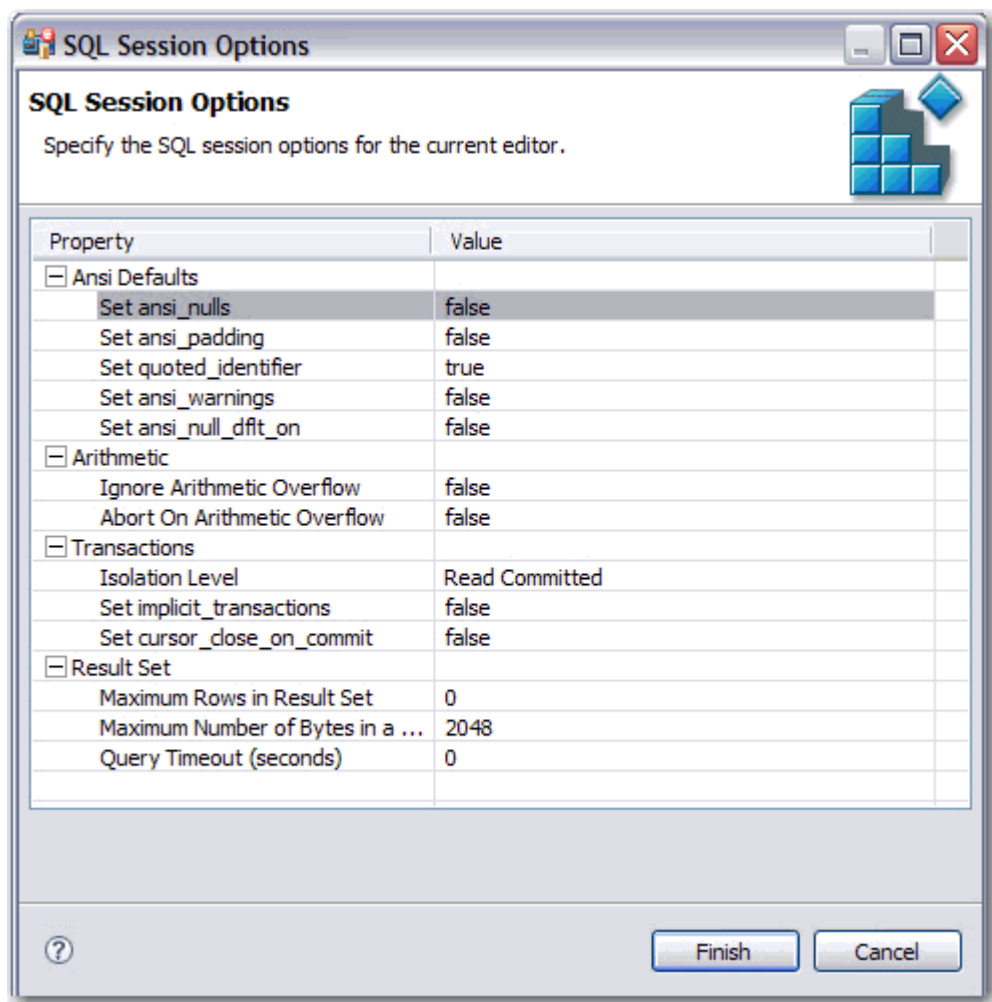 SQL Session Options
SQL Session Options
Specify the SQL session options for the current editor.
Property Value
Ansi Defaults
Set ansi_nulls false
Set ansi_padding false
Set quoted_identifier true
Set ansi_warnings false
Set ansi_null_dflt_on false
Arithmetic
Ignore Arithmetic Overflow false
Abort On Arithmetic Overflow false
Transactions
Isolation Level Read Committed
Set implicit_transactions false
Set cursor_close_on_commit false
Result Set
Maximum Rows in Result Set 0
Maximum Number of Bytes in a ... 2048
Query Timeout (seconds) 0
? Finish Cancel